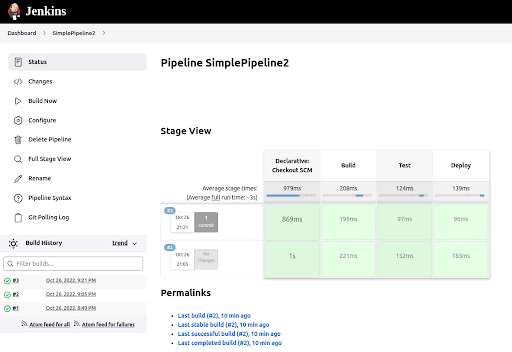 Jenkins
Dashboard
SimplePipeline2
Status
Changes
Build Now
Configure
Delete Pipeline
Full Stage View
Rename
Pipeline Syntax
Git Polling Log
Build History
trend
Filter builds...
#3
Oct 26, 2022, 9:21 PM
#2
Oct 26, 2022, 9:05 PM
#1
Oct 26, 2022, 8:49 PM
Atom feed for all
Atom feed for failures
Pipeline SimplePipeline2
Stage View
Declarative:
Checkout SCM
Build
Test
Deploy
Average stage times:
(Average full run time: ~3s)
979ms
208ms
124ms
139ms
#3
Oct 26
21:21
1
commit
869ms
196ms
97ms
96ms
#2
Oct 26
21:05
No
Changes
1s
221ms
152ms
183ms
Permalinks
Last build (#2), 10 min ago
Last stable build (#2), 10 min ago
Last successful build (#2), 10 min ago
Last completed build (#2), 10 min ago